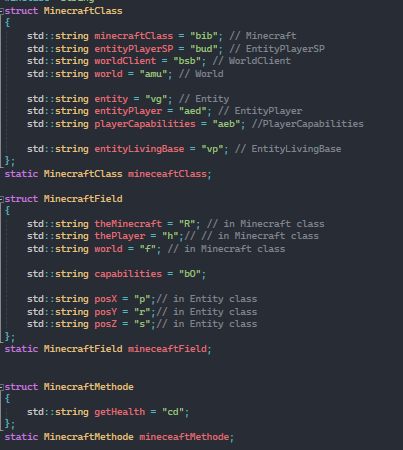 struct MinecraftClass
{
std::string minecraftClass = "bib"; // Minecraft
std::string entityPlayerSP = "bud"; // EntityPlayerSP
std::string worldClient = "bsb"; // WorldClient
std::string world = "amu"; // World
std::string entity = "vg"; // Entity
std::string entityPlayer = "aed"; // EntityPlayer
std::string playerCapabilities = "aeb"; //PlayerCapabilities
std::string entityLivingBase = "vp"; // EntityLivingBase
};
static MinecraftClass mineceaftClass;
struct MinecraftField
{
std::string theMinecraft = "R"; // in Minecraft class
std::string thePlayer = "h";// // in Minecraft class
std::string world = "f"; // in Minecraft class
std::string capabilities = "bO";
std::string posX = "p";// in Entity class
std::string posY = "r";// in Entity class
std::string posZ = "s";// in Entity class
};
static MinecraftField mineceaftField;
struct MinecraftMethode
{
std::string getHealth = "cd";
};
static MinecraftMethode mineceaftMethode;